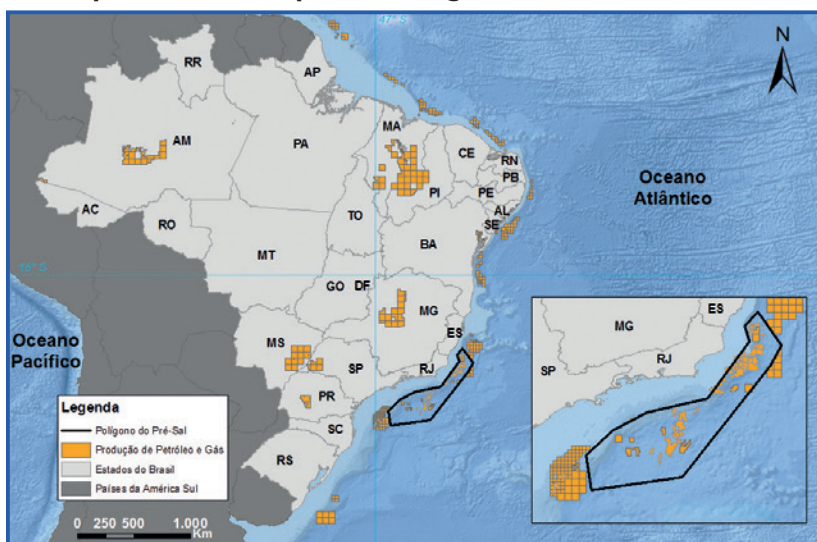 N
RR
AP
AM
PA
MA
CE
RN
PB
PI
PE
AL
SE
AC
RO
TO
BA
MT
GO
DF
MG
ES
MS
SP
RJ
PR
SC
RS
Oceano
Atlântico
Oceano
Pacífico
Legenda
Polígono do Pré-Sal
Produção de Petróleo e Gás
Estados do Brasil
Países da América Sul
0 250 500 1.000
Km
MG
ES
RJ
SP